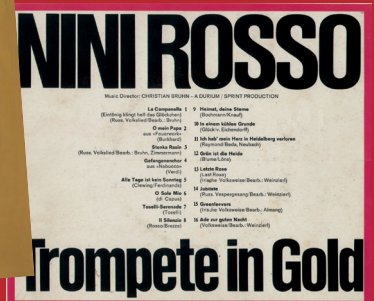 NINI ROSSO
Music Director: CHRISTIAN BRUHN - A DURIUM / SPRINT PRODUCTION
La Campanella 1
(Eintönig klingt hell das Glöckchen)
(Russ. Volkslied/Bearb.: Bruhn)
O mein Papa 2
aus «Feuerwerk»
(Burkhard)
Stenka Rasin 3
(Russ. Volkslied/Bearb.: Bruhn, Zimmermann)
Gefangenenchor 4
aus «Nabucco»
(Verdi)
Alle Tage ist kein Sonntag 5
(Clewing/Ferdinands)
O Sole Mio 6
(di Capua)
Toselli-Serenade 7
(Toselli)
Il Silenzio 8
(Rosso/Brezza)
9 Heimat, deine Sterne
(Bochmann/Knauf)
10 In einem kühlen Grunde
(Glück/v. Eichendorff)
11 Ich hab' mein Herz in Heidelberg verloren
(Raymond/Beda, Neubach)
12 Grün ist die Heide
(Blume/Löns)
13 Letzte Rose
(Last Rose)
(Irische Volksweise/Bearb.: Weinzierl)
14 Jubilate
(Russ. Vespergesang/Bearb.: Weinzierl)
15 Greensleeves
(Irische Volksweise/Bearb.: Almeng)
16 Ade zur guten Nacht
(Volksweise/Bearb.: Weinzierl)
Trompete in Gold